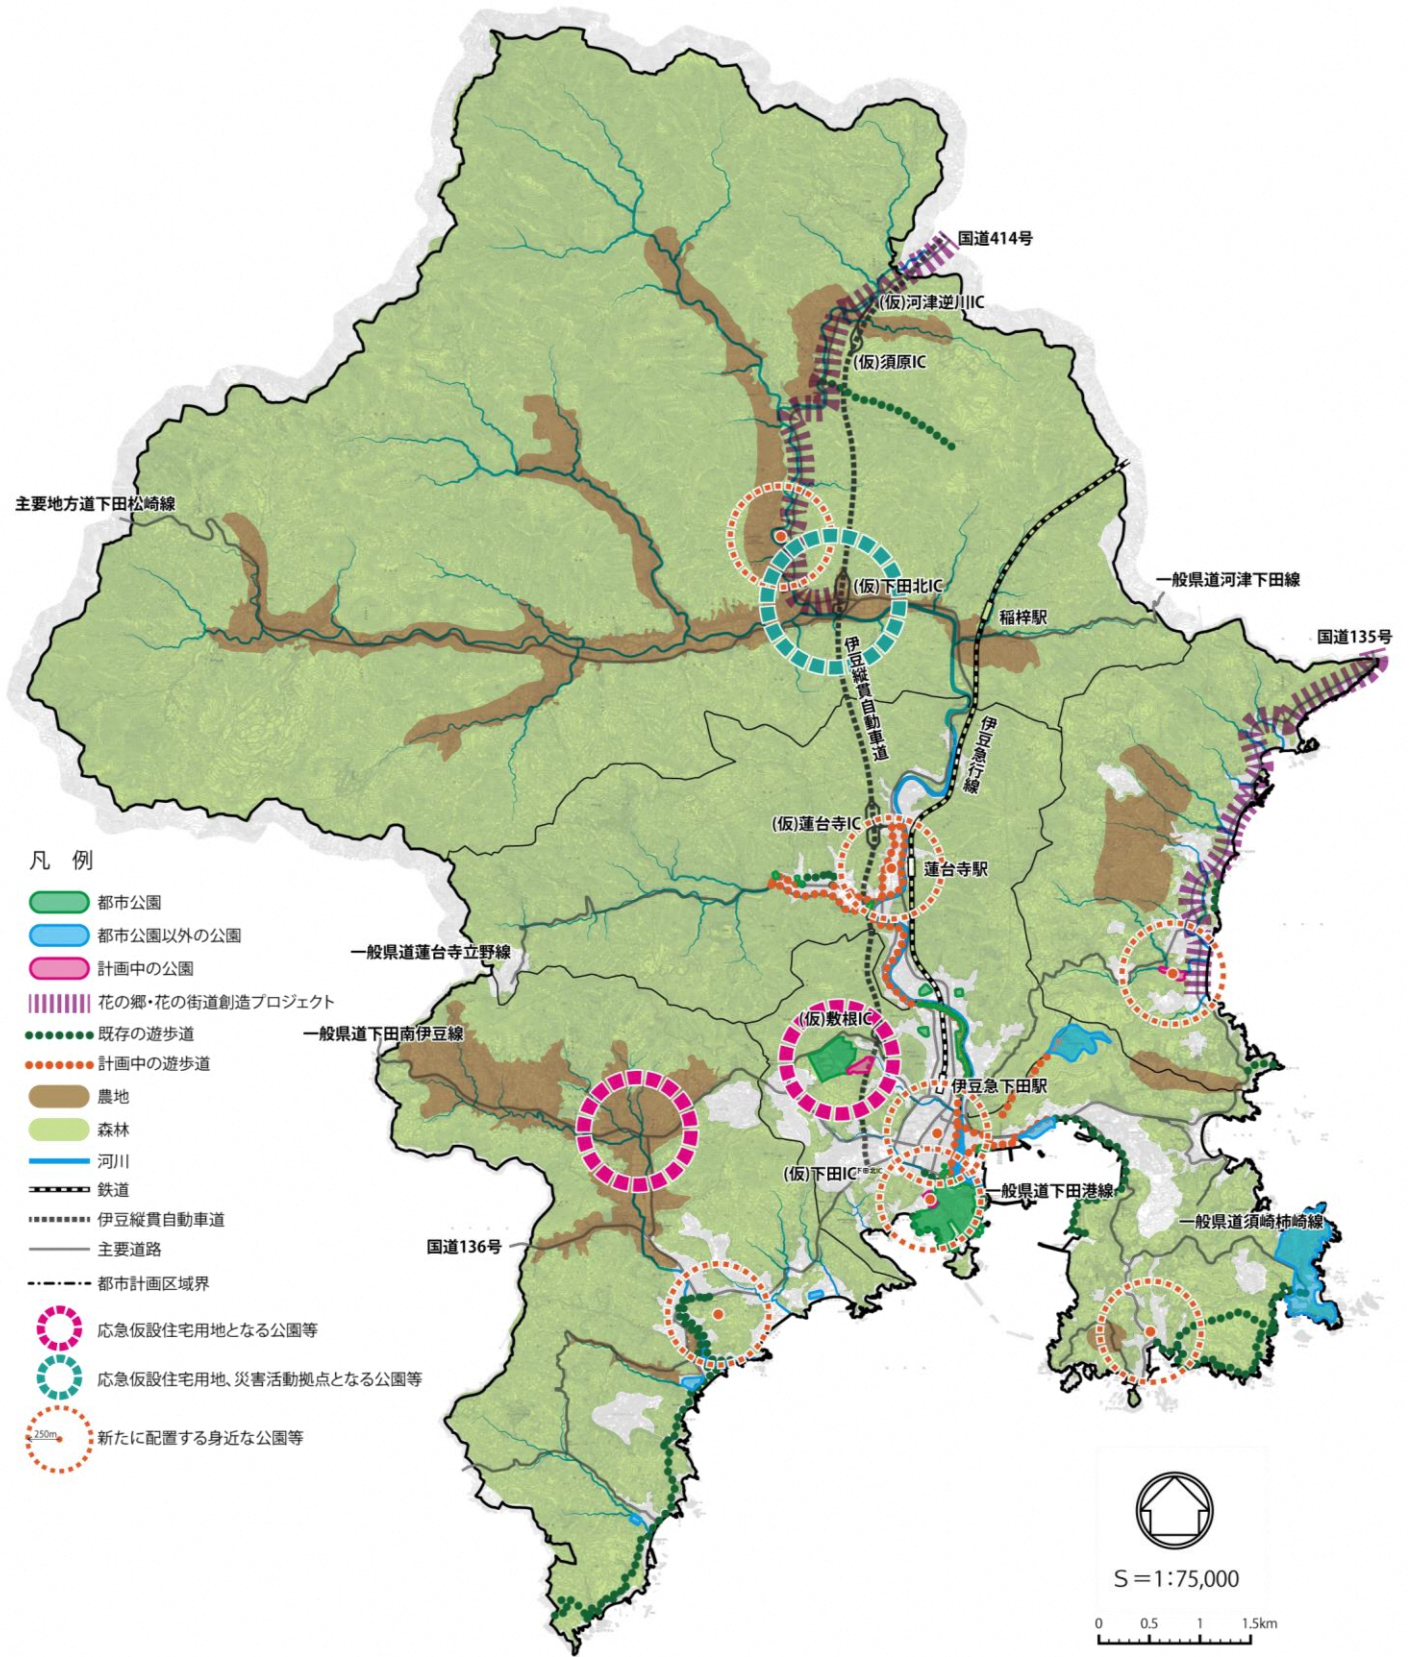 国道414号
(仮)河津逆川IC
(仮)須原IC
主要地方道下田松崎線
(仮)下田北IC
一般県道河津下田線
稲梓駅
国道135号
伊豆縦貫自動車道
伊豆急行線
(仮)蓮台寺IC
蓮台寺駅
一般県道蓮台寺立野線
(仮)敷根IC
一般県道下田南伊豆線
伊豆急下田駅
(仮)下田IC
一般県道下田港線
一般県道須崎柿崎線
国道136号
凡 例
都市公園
都市公園以外の公園
計画中の公園
花の郷・花の街道創造プロジェクト
既存の遊歩道
計画中の遊歩道
農地
森林
河川
鉄道
伊豆縦貫自動車道
主要道路
都市計画区域界
応急仮設住宅用地となる公園等
応急仮設住宅用地、災害活動拠点となる公園等
250m
新たに配置する身近な公園等
S=1:75,000
0 0.5 1 1.5km